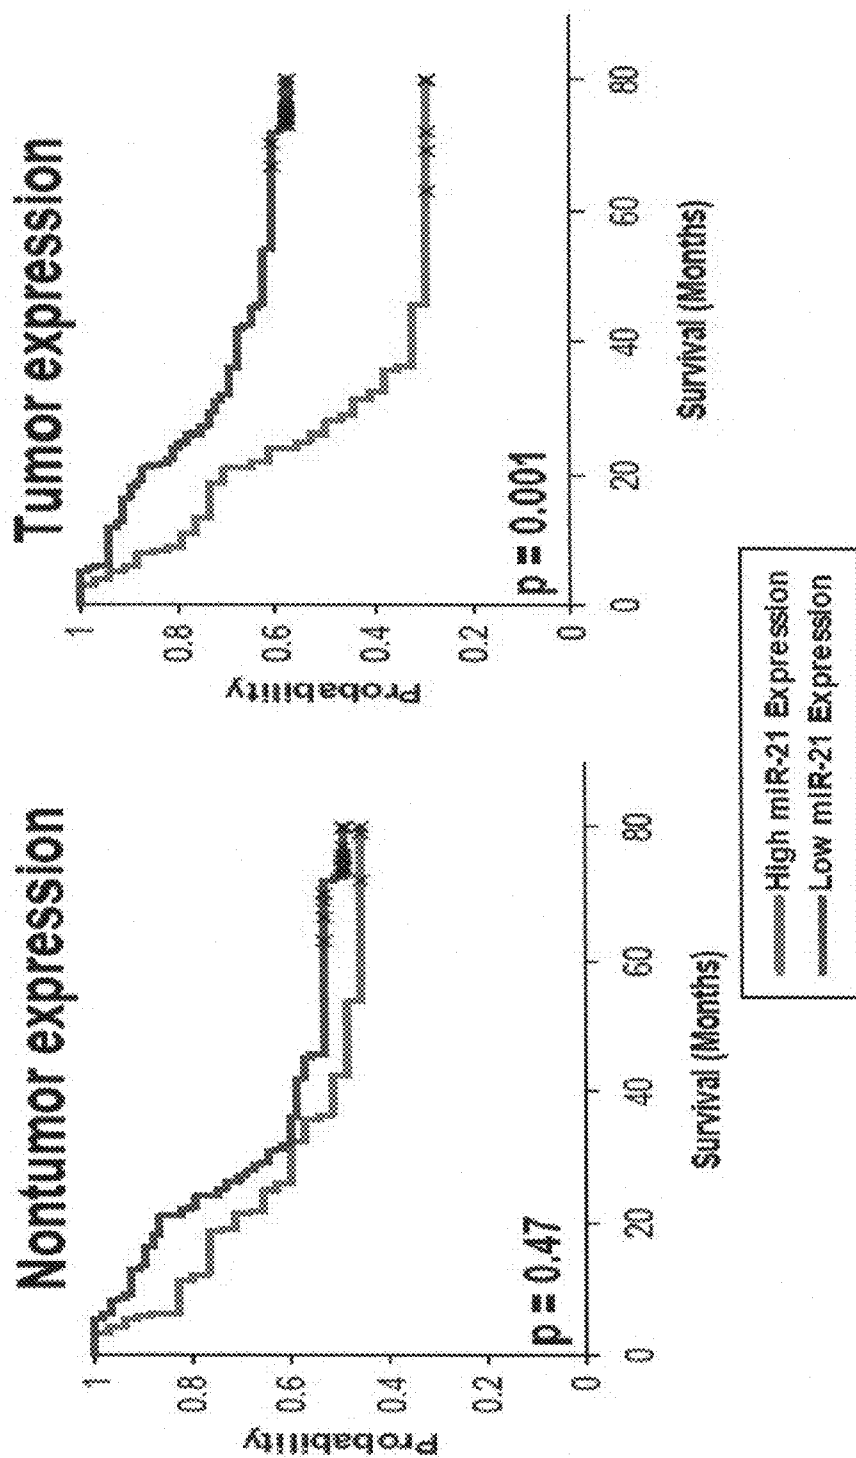 Nontumor expression
Probability
1
0.8
0.6
0.4
0.2
0
p = 0.47
0
20
40
60
80
Survival (Months)
Tumor expression
Probability
1
0.8
0.6
0.4
0.2
0
p = 0.001
0
20
40
60
80
Survival (Months)
High miR-21 Expression
Low miR-21 Expression